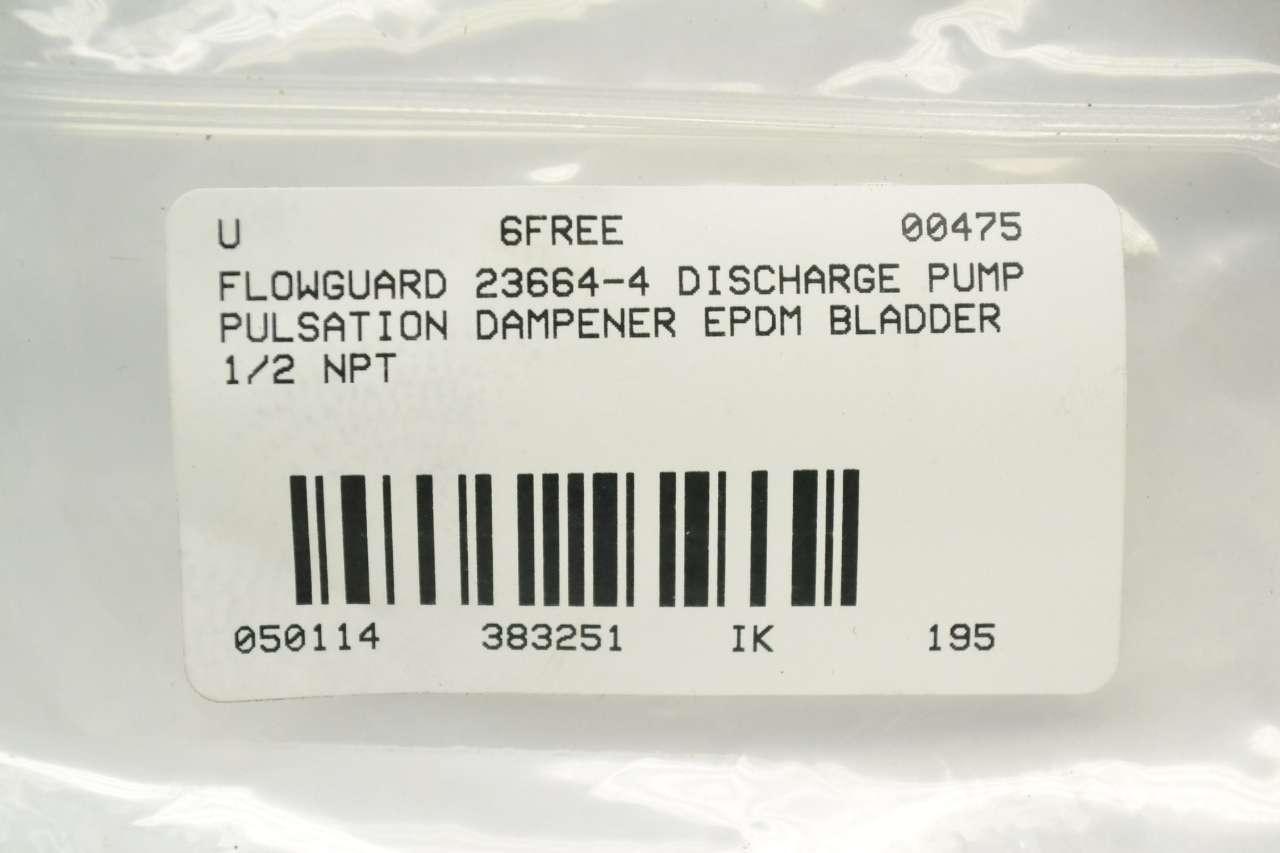 U 6FREE 00475
FLOWGUARD 23664-4 DISCHARGE PUMP
PULSATION DAMPENER EPDM BLADDER
1/2 NPT
050114 383251 IK 195